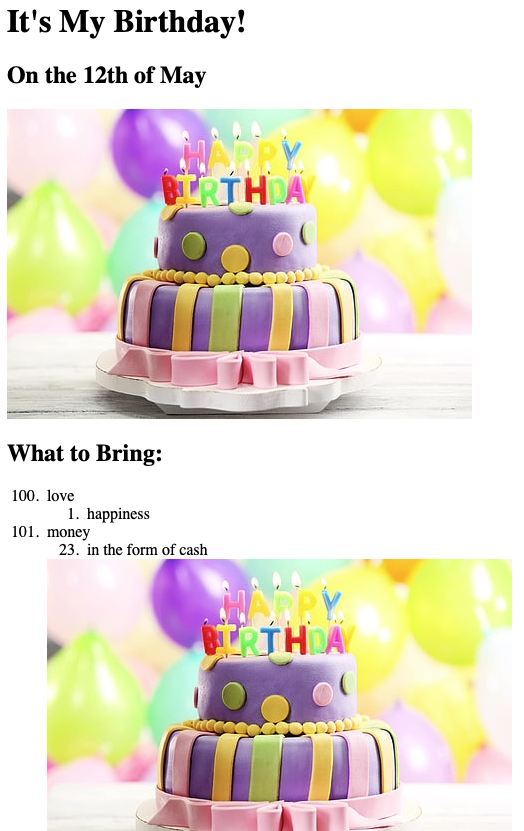 It's My Birthday!
On the 12th of May
HAPPY
BIRTHDAY
What to Bring:
100. love
1. happiness
101. money
23. in the form of cash
HAPPY
BIRTHDAY